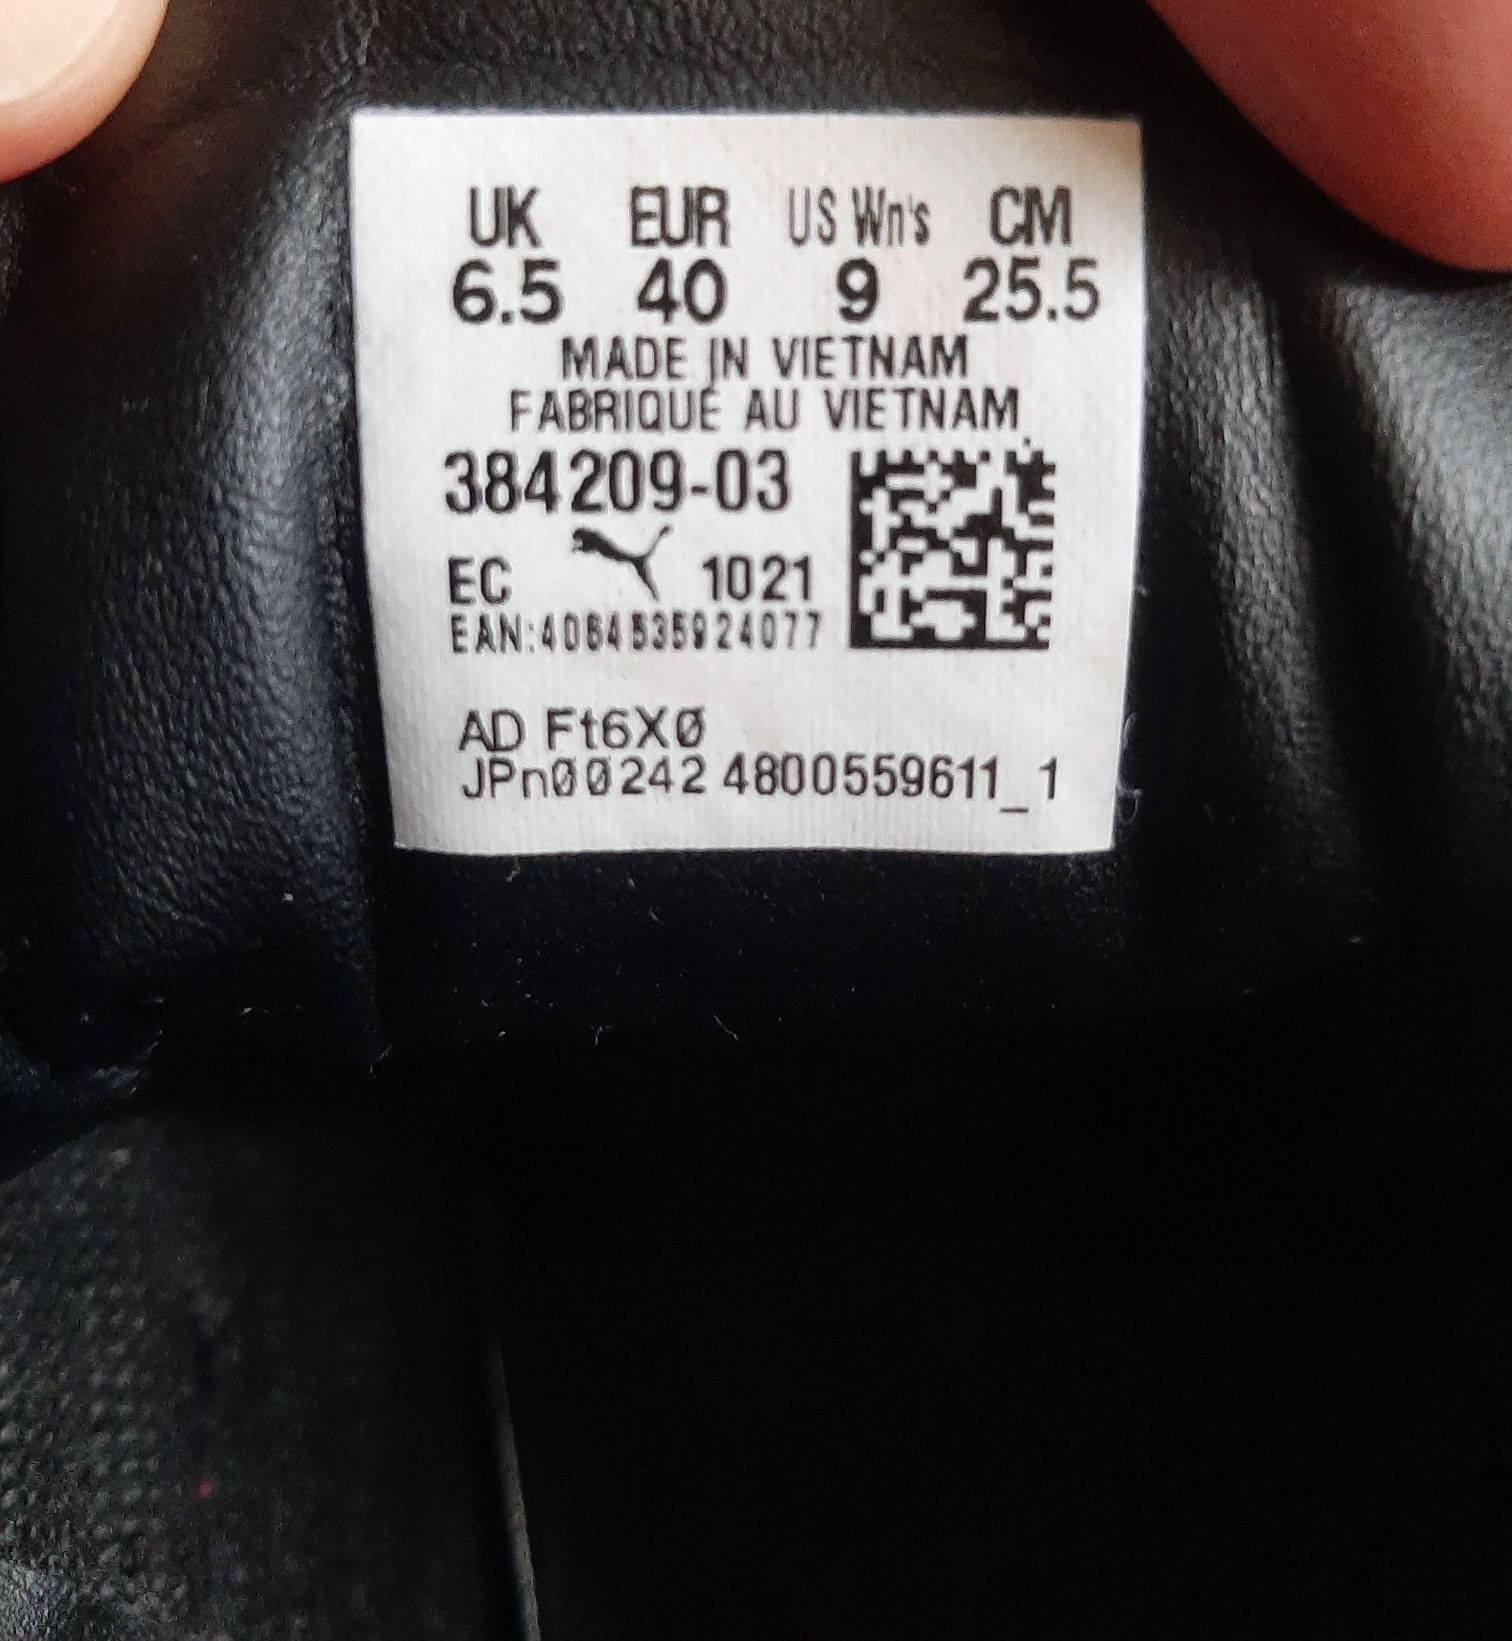 UK EUR US Wn's CM
6.5 40 9 25.5
MADE IN VIETNAM
FABRIQUÉ AU VIETNAM
384209-03
EC 1021
EAN:4064535924077
AD Ft6X0
JPn00242 4800559611_1